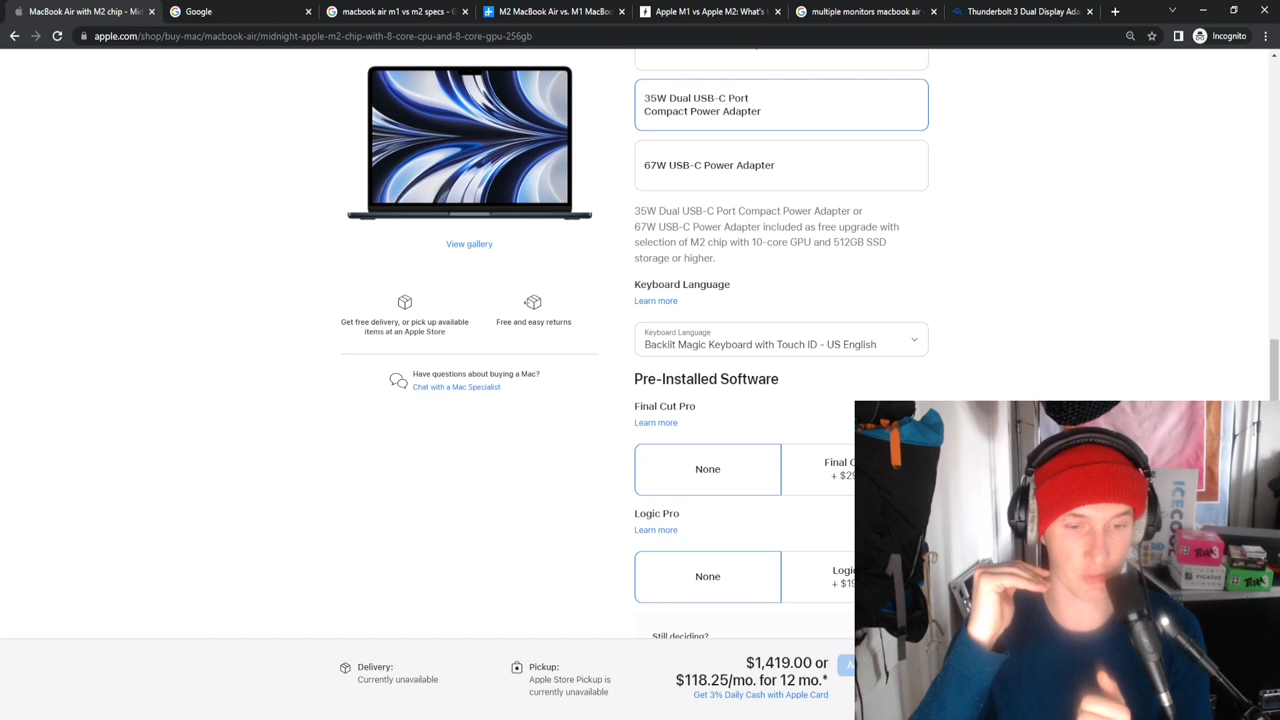 MacBook Air with M2 chip - Mid
Google
macbook air m1 m2 specs - G
MacBook Air vs. M1 Macbo
Apple M1 vs M2: What's t
multiple monitors macbook
Thunderbolt 3 Dual Display Ada
apple.com/shop/buy-mac/macbook-air/midnight-apple-m2-chip-with-8-core-cpu-and-8-core-gpu-256gb
Incognito
35W Dual USB-C Port
Compact Power Adapter
67W USB-C Power Adapter
35W Dual USB-C Port Compact Power Adapter or
67W USB-C Power Adapter included as free upgrade with
selection of M2 chip with 10-core GPU and 512GB SSD
storage or higher.
View gallery
Keyboard Language
Learn more
Get free delivery, or pick up available
items at an Apple Store
Free and easy returns
Keyboard Language
Backlit Magic Keyboard with Touch ID - US English
Have questions about buying a Mac?
Chat with a Mac Specialist
Pre-Installed Software
Final Cut Pro
Learn more
None
Final C
+ $29
Logic Pro
Learn more
None
Logic
+ $19
Still deciding?
Delivery:
Currently unavailable
Pickup:
Apple Store Pickup is
currently unavailable
$1,419.00 or
$118.25/mo. for 12 mo.*
Get 3% Daily Cash with Apple Card
A
PIGATUS